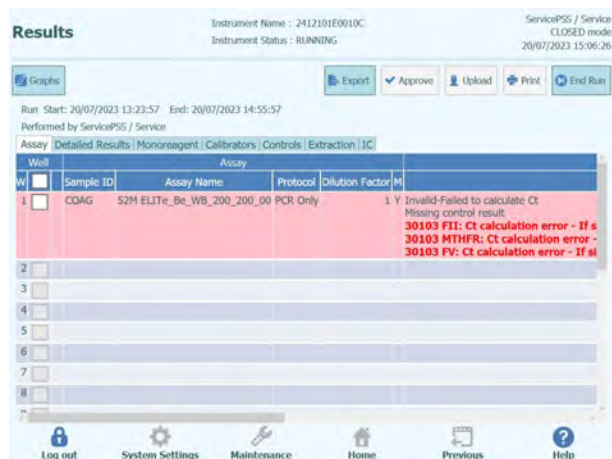 Results
Instrument Name : 2412101E0010C
Instrument Status : RUNNING
ServicePSS / Service
CLOSED mode
20/07/2023 15:06:26
Graphs
Export
Approve
Upload
Print
End Run
Run Start: 20/07/2023 13:23:57 End: 20/07/2023 14:55:57
Performed by ServicePSS / Service
Assay Detailed Results Monoreagent Calibrators Controls Extraction IC
Well Assay
W Sample ID Assay Name Protocol Dilution Factor M
1 COAG S2M ELITe_Be_WB_200_200_00 PCR Only 1 Y Invalid-Failed to calculate Ct
Missing control result
30103 FII: Ct calculation error - If s
30103 MTHFR: Ct calculation error -
30103 FV: Ct calculation error - If si
2
3
4
5
6
7
8
Log out System Settings Maintenance Home Previous Help